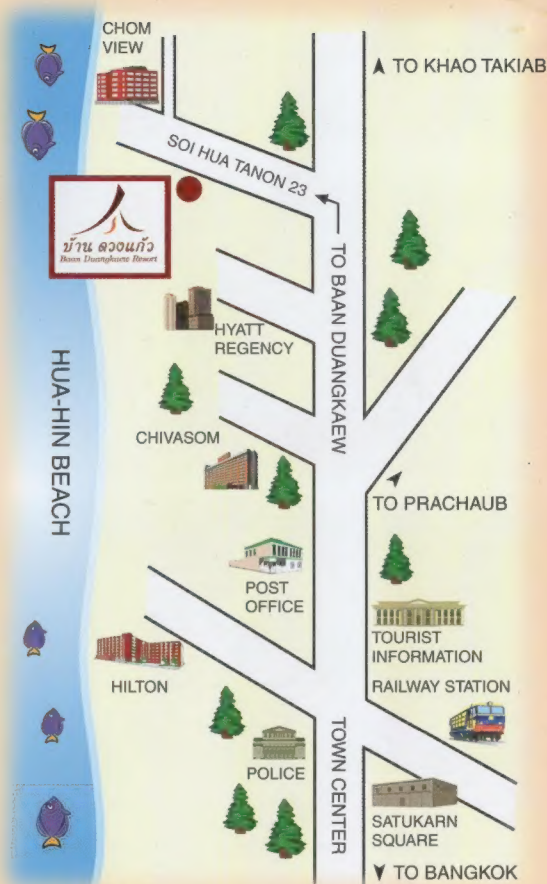 CHOM
VIEW
▲ TO KHAO TAKIAB
SOI HUA TANON 23
บ้าน ดวงแก้ว
Baan Duangkaew Resort
TO BAAN DUANGKAEW
HYATT
REGENCY
HUA-HIN BEACH
CHIVASOM
TO PRACHAUB
POST
OFFICE
TOURIST
INFORMATION
HILTON
RAILWAY STATION
TOWN CENTER
POLICE
SATUKARN
SQUARE
▼ TO BANGKOK